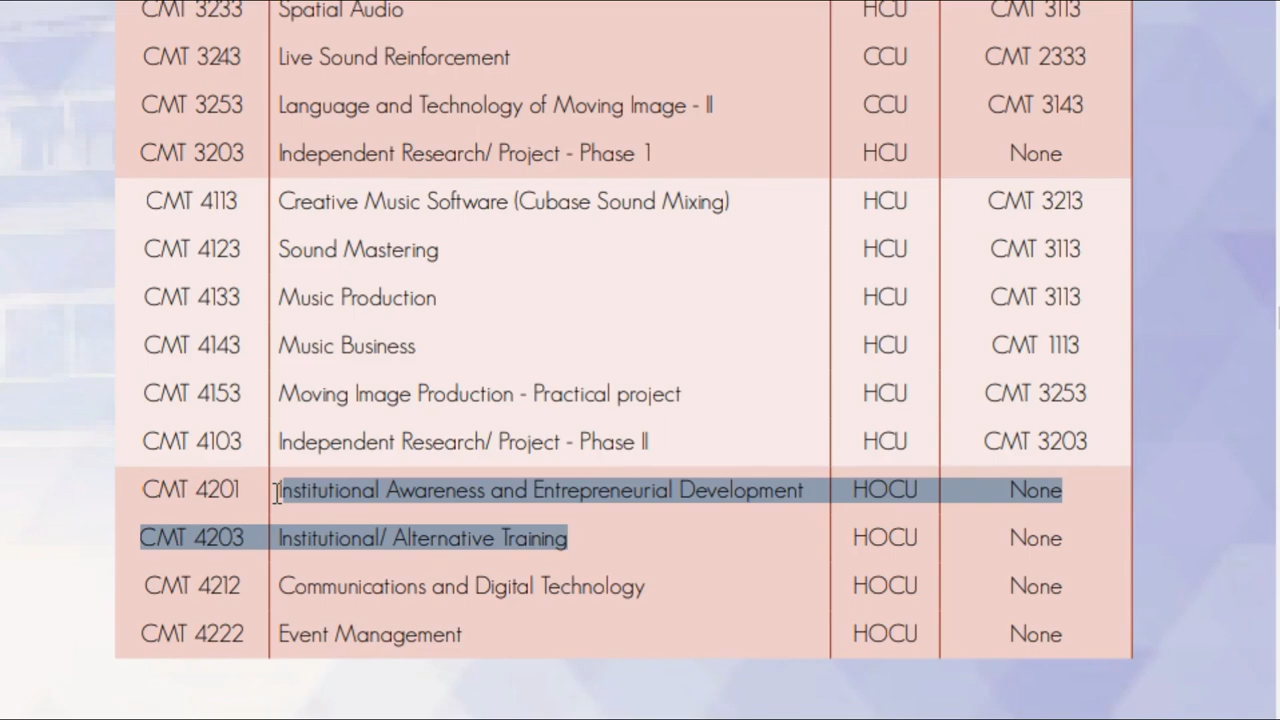 CMT 3233 Spatial Audio HCU CMT 3113
CMT 3243 Live Sound Reinforcement CCU CMT 2333
CMT 3253 Language and Technology of Moving Image - II CCU CMT 3143
CMT 3203 Independent Research/ Project - Phase 1 HCU None
CMT 4113 Creative Music Software (Cubase Sound Mixing) HCU CMT 3213
CMT 4123 Sound Mastering HCU CMT 3113
CMT 4133 Music Production HCU CMT 3113
CMT 4143 Music Business HCU CMT 1113
CMT 4153 Moving Image Production - Practical project HCU CMT 3253
CMT 4103 Independent Research/ Project - Phase II HCU CMT 3203
CMT 4201 Institutional Awareness and Entrepreneurial Development HOCU None
CMT 4203 Institutional/ Alternative Training HOCU None
CMT 4212 Communications and Digital Technology HOCU None
CMT 4222 Event Management HOCU None